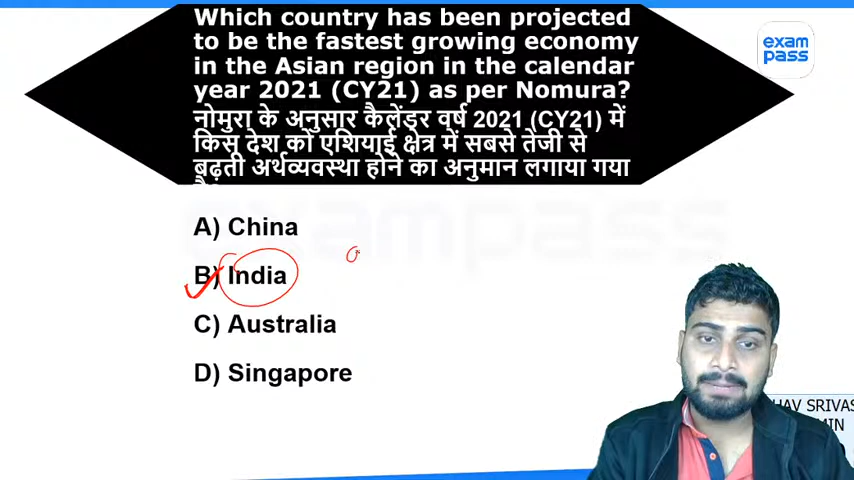 Which country has been projected
to be the fastest growing economy
in the Asian region in the calendar
year 2021 (CY21) as per Nomura?
नोमुरा के अनुसार कैलेंडर वर्ष 2021 (CY21) में
किस देश को एशियाई क्षेत्र में सबसे तेजी से
बढ़ती अर्थव्यवस्था होने का अनुमान लगाया गया
exam
pass
exampass
A) China
B) India
C) Australia
D) Singapore